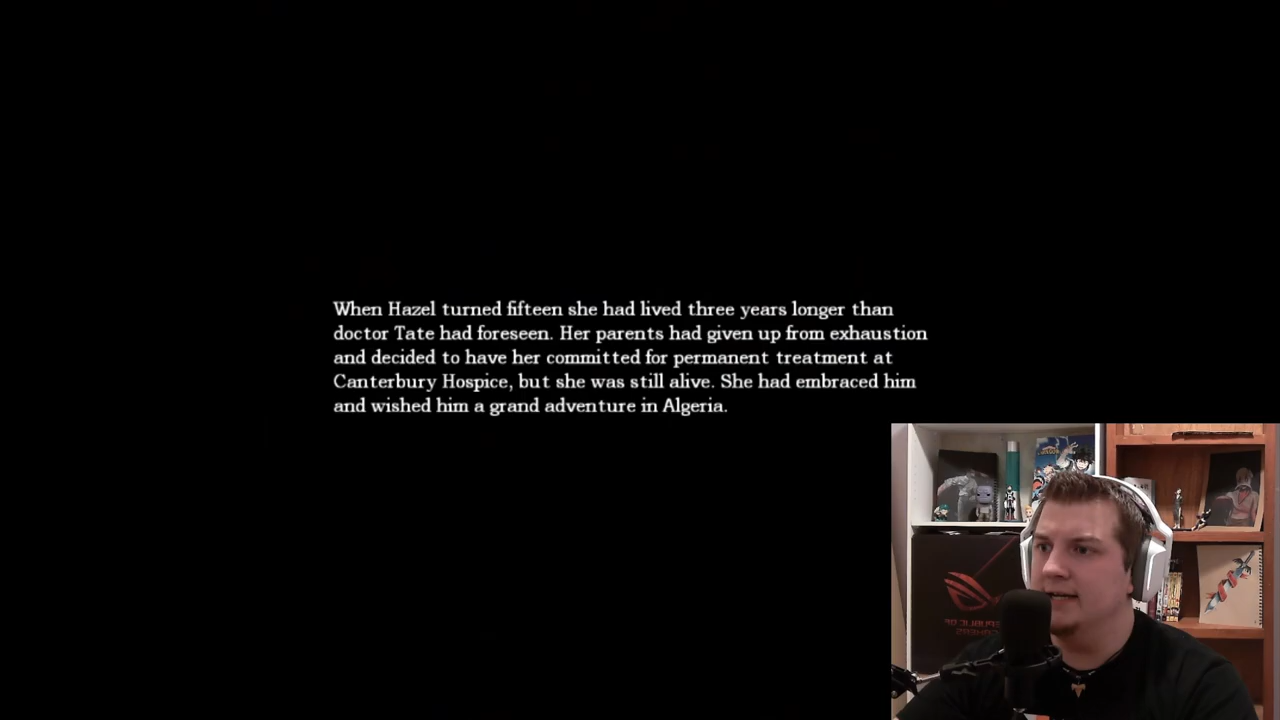 When Hazel turned fifteen she had lived three years longer than
doctor Tate had foreseen. Her parents had given up from exhaustion
and decided to have her committed for permanent treatment at
Canterbury Hospice, but she was still alive. She had embraced him
and wished him a grand adventure in Algeria.